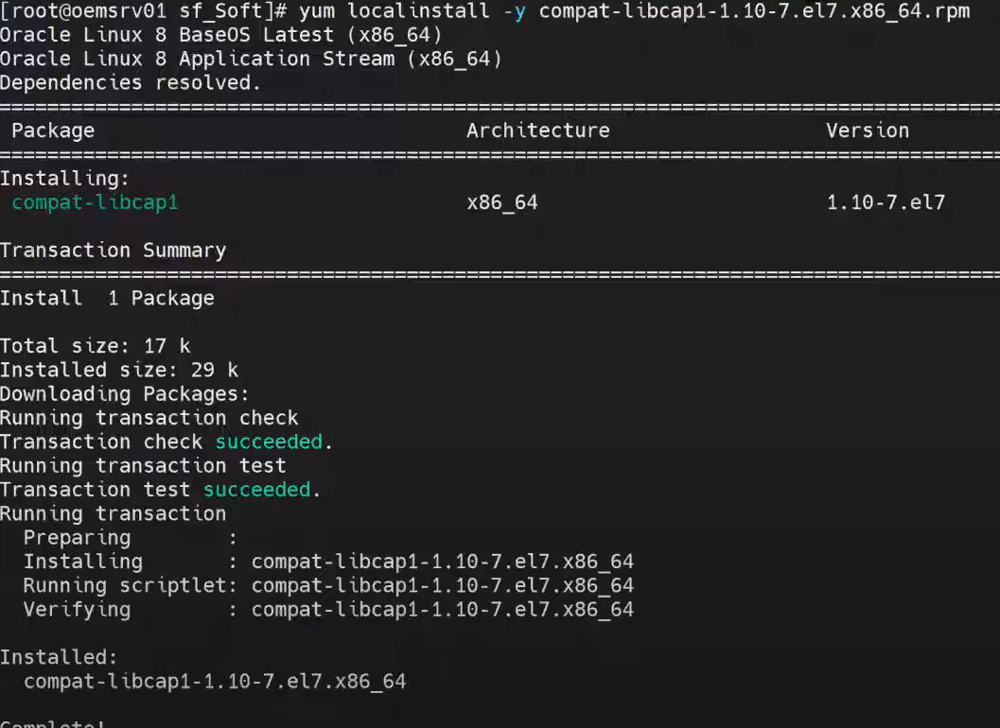 [root@oemsrv01 sf_Soft]# yum localinstall -y compat-libcap1-1.10-7.el7.x86_64.rpm
Oracle Linux 8 BaseOS Latest (x86_64)
Oracle Linux 8 Application Stream (x86_64)
Dependencies resolved.
================================================================================
Package Architecture Version
================================================================================
Installing:
compat-libcap1 x86_64 1.10-7.el7
Transaction Summary
================================================================================
Install 1 Package
Total size: 17 k
Installed size: 29 k
Downloading Packages:
Running transaction check
Transaction check succeeded.
Running transaction test
Transaction test succeeded.
Running transaction
Preparing :
Installing : compat-libcap1-1.10-7.el7.x86_64
Running scriptlet: compat-libcap1-1.10-7.el7.x86_64
Verifying : compat-libcap1-1.10-7.el7.x86_64
Installed:
compat-libcap1-1.10-7.el7.x86_64
Complete!